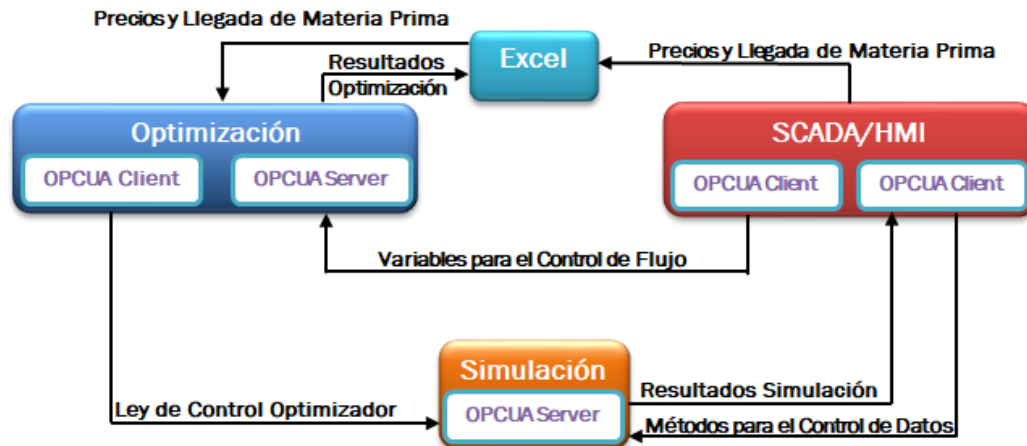 Precios y Llegada de Materia Prima
Excel
Precios y Llegada de Materia Prima
Resultados
Optimización
Optimización
SCADA/HMI
OPCUA Client
OPCUA Server
OPCUA Client
OPCUA Client
Variables para el Control de Flujo
Simulación
OPCUA Server
Ley de Control Optimizador
Resultados Simulación
Métodos para el Control de Datos